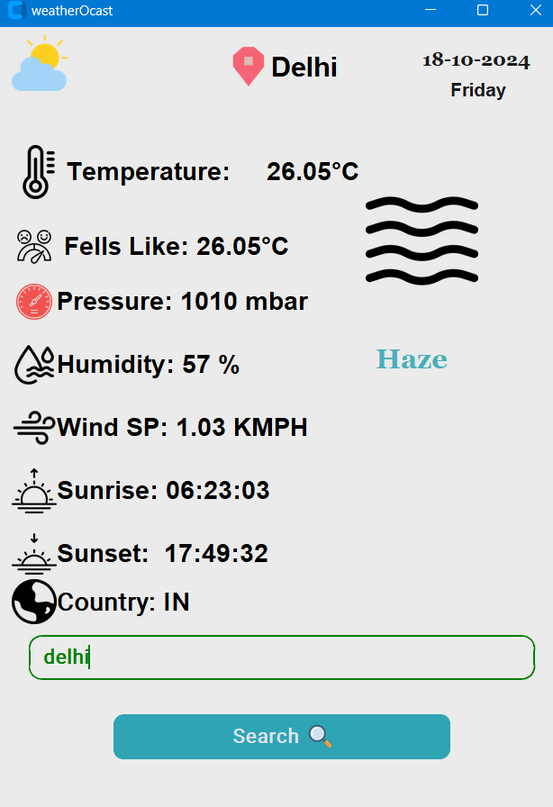 weatherOcast
Delhi
18-10-2024
Friday
Temperature: 26.05°C
Fells Like: 26.05°C
Pressure: 1010 mbar
Humidity: 57 %
Haze
Wind SP: 1.03 KMPH
Sunrise: 06:23:03
Sunset: 17:49:32
Country: IN
delhi
Search